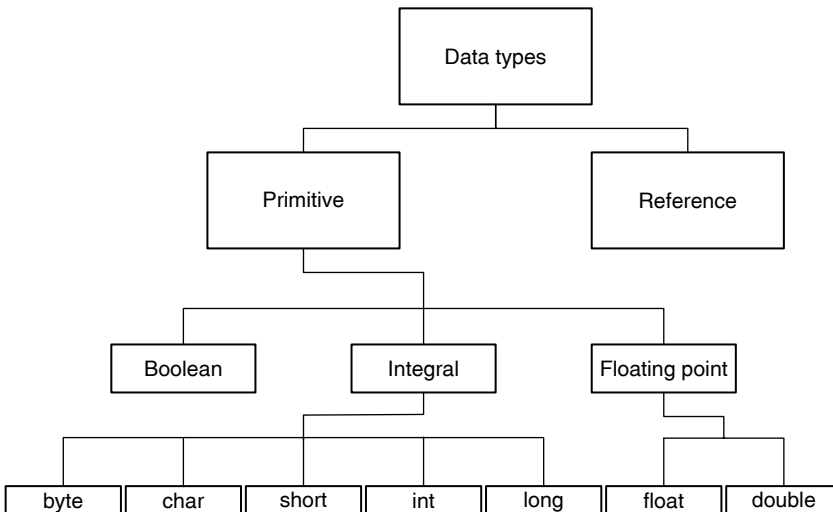 Data types
Primitive
Reference
Boolean
Integral
Floating point
byte
char
short
int
long
float
double